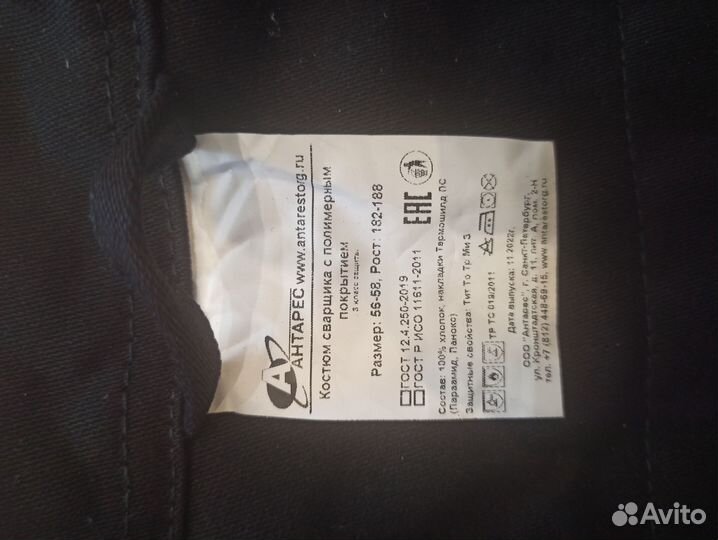 АНТАРЕС www.antarestorg.ru
Костюм сварщика с полимерным
покрытием
3 класс защиты.
Размер: 56-58, Рост: 182-188
ГОСТ 12.4.250-2019
ГОСТ Р ИСО 11611-2011
ЕАС
Состав: 100% хлопок, накладки Термошилд ПС
(Параамид, Панокс)
Защитные свойства: Тит То Тр Ми З
ТР ТС 019/2011
Дата выпуска: 11.2022г.
ООО "Антарес", г. Санкт-Петербург,
ул. Кронштадтская, д. 11, лит. А, пом. 2-Н
тел. +7 (812) 448-69-15, www.antarestorg.ru
Avito